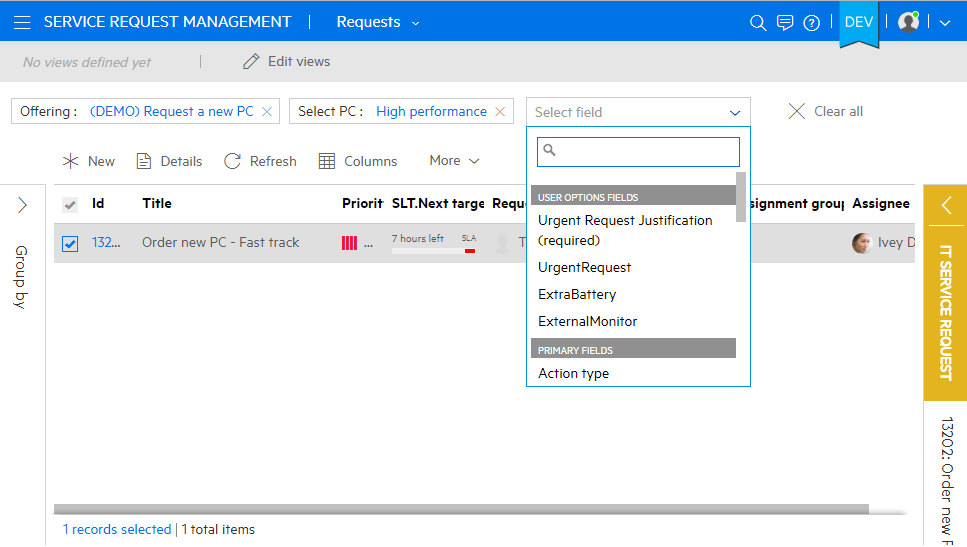 SERVICE REQUEST MANAGEMENT | Requests
DEV
No views defined yet | Edit views
Offering : (DEMO) Request a new PC
Select PC : High performance
Select field
Clear all
New Details Refresh Columns More
USER OPTIONS FIELDS
Urgent Request Justification
(required)
UrgentRequest
ExtraBattery
ExternalMonitor
PRIMARY FIELDS
Action type
Id Title Priorit SLT.Next targe Requ signment group Assignee
132... Order new PC - Fast track ... 7 hours left SLA T Ivey D
Group by
IT SERVICE REQUEST
13202: Order new P
1 records selected | 1 total items